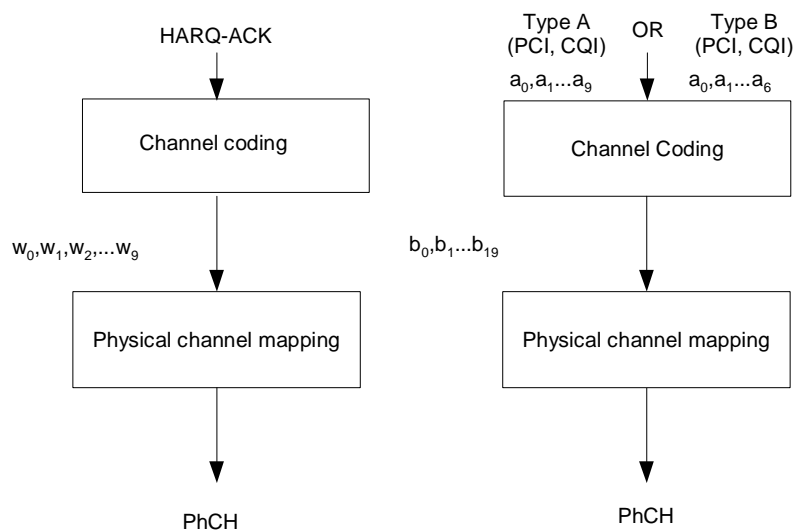 HARQ-ACK
Channel coding
w0,w1,w2,...w9
Physical channel mapping
PhCH
Type A
(PCI, CQI)
a0,a1...a9
OR
Type B
(PCI, CQI)
a0,a1...a6
Channel Coding
b0,b1...b19
Physical channel mapping
PhCH